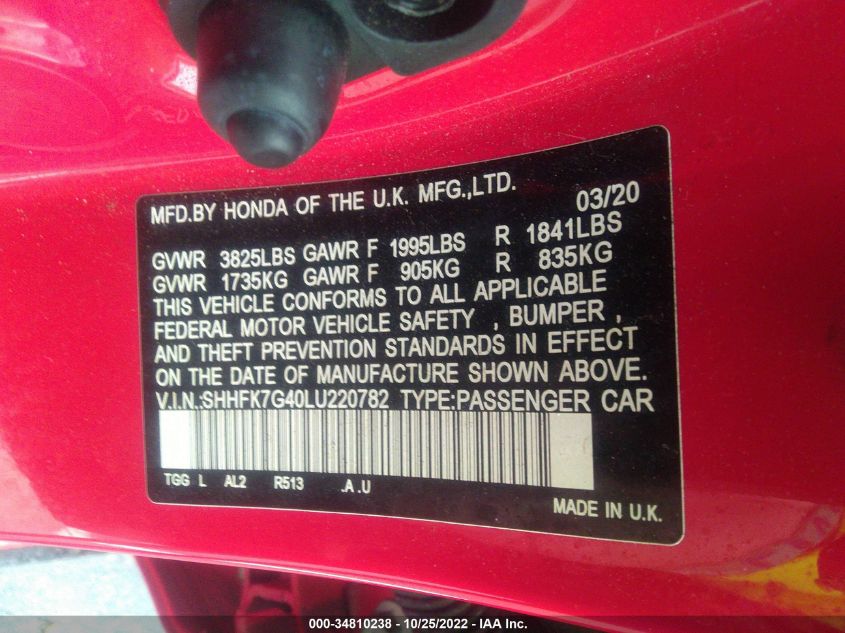 MFD.BY HONDA OF THE U.K. MFG.,LTD. 03/20
GVWR 3825LBS GAWR F 1995LBS R 1841LBS
GVWR 1735KG GAWR F 905KG R 835KG
THIS VEHICLE CONFORMS TO ALL APPLICABLE
FEDERAL MOTOR VEHICLE SAFETY , BUMPER ,
AND THEFT PREVENTION STANDARDS IN EFFECT
ON THE DATE OF MANUFACTURE SHOWN ABOVE.
V.I.N.:SHHFK7G40LU220782 TYPE:PASSENGER CAR
TGG L AL2 R513 .A .U
MADE IN U.K.
000-34810238 - 10/25/2022 - IAA Inc.